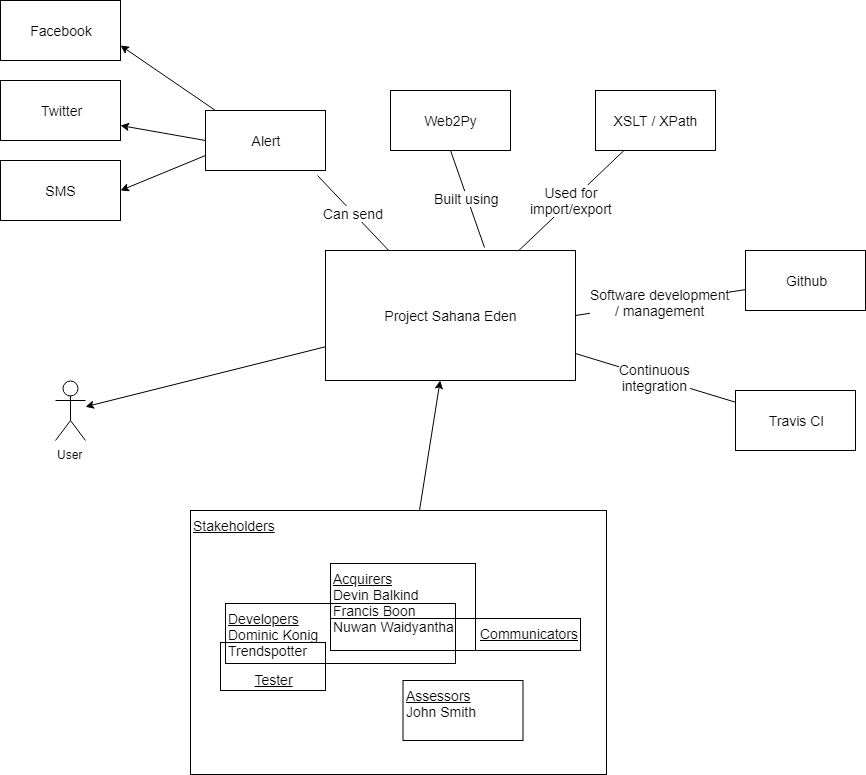 Facebook
Twitter
SMS
Alert
Web2Py
XSLT / XPath
Can send
Built using
Used for
import/export
Project Sahana Eden
Software development
/ management
Github
Continuous
integration
Travis CI
User
Stakeholders
Acquirers
Devin Balkind
Francis Boon
Nuwan Waidyantha
Developers
Dominic Konig
Trendspotter
Tester
Communicators
Assessors
John Smith